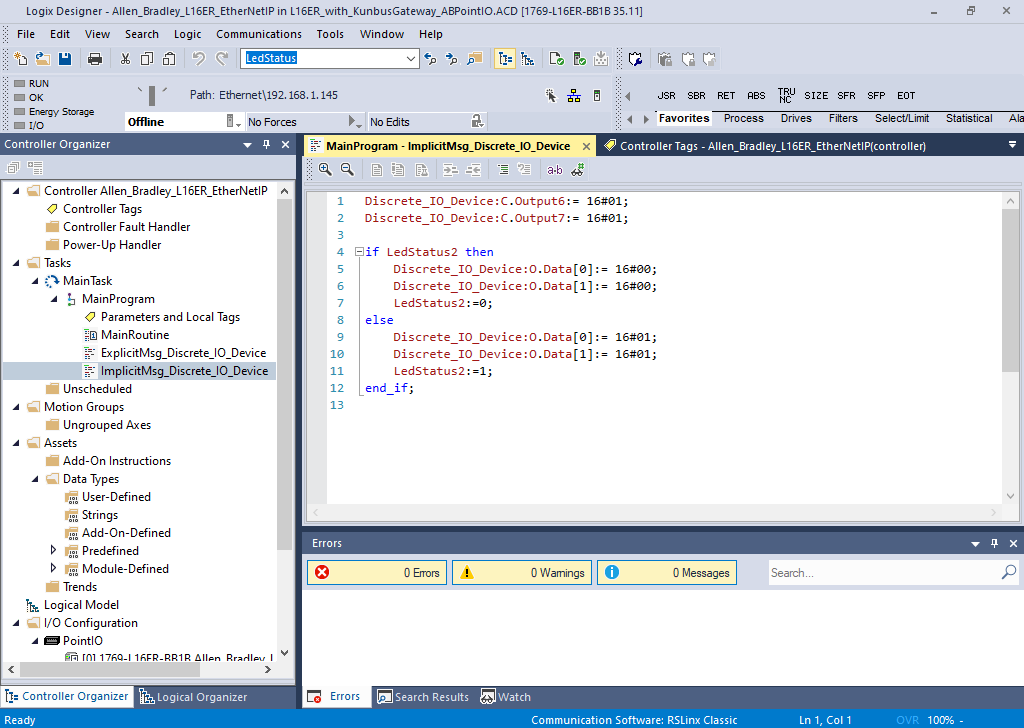 Logix Designer - Allen_Bradley_L16ER_EtherNetIP in L16ER_with_KunbusGateway_ABPointIO.ACD [1769-L16ER-BB1B 35.11]
File Edit View Search Logic Communications Tools Window Help
LedStatus
RUN
OK
Energy Storage
I/O
Path: Ethernet\192.168.1.145
Offline
No Forces
No Edits
JSR SBR RET ABS TRUNC SIZE SFR SFP EOT
Favorites Process Drives Filters Select/Limit Statistical Ala
Controller Organizer
Controller Allen_Bradley_L16ER_EtherNetIP
Controller Tags
Controller Fault Handler
Power-Up Handler
Tasks
MainTask
MainProgram
Parameters and Local Tags
MainRoutine
ExplicitMsg_Discrete_IO_Device
ImplicitMsg_Discrete_IO_Device
Unscheduled
Motion Groups
Ungrouped Axes
Assets
Add-On Instructions
Data Types
User-Defined
Strings
Add-On-Defined
Predefined
Module-Defined
Trends
Logical Model
I/O Configuration
PointIO
[0] 1769-L16ER-BB1B Allen_Bradley_L
Controller Organizer Logical Organizer
MainProgram - ImplicitMsg_Discrete_IO_Device
Controller Tags - Allen_Bradley_L16ER_EtherNetIP(controller)
a-b
1 Discrete_IO_Device:C.Output6:= 16#01;
2 Discrete_IO_Device:C.Output7:= 16#01;
3
4 if LedStatus2 then
5 Discrete_IO_Device:O.Data[0]:= 16#00;
6 Discrete_IO_Device:O.Data[1]:= 16#00;
7 LedStatus2:=0;
8 else
9 Discrete_IO_Device:O.Data[0]:= 16#01;
10 Discrete_IO_Device:O.Data[1]:= 16#01;
11 LedStatus2:=1;
12 end_if;
13
Errors
0 Errors
0 Warnings
0 Messages
Search...
Errors Search Results Watch
Ready
Communication Software: RSLinx Classic
Ln 1, Col 1
OVR
100% -